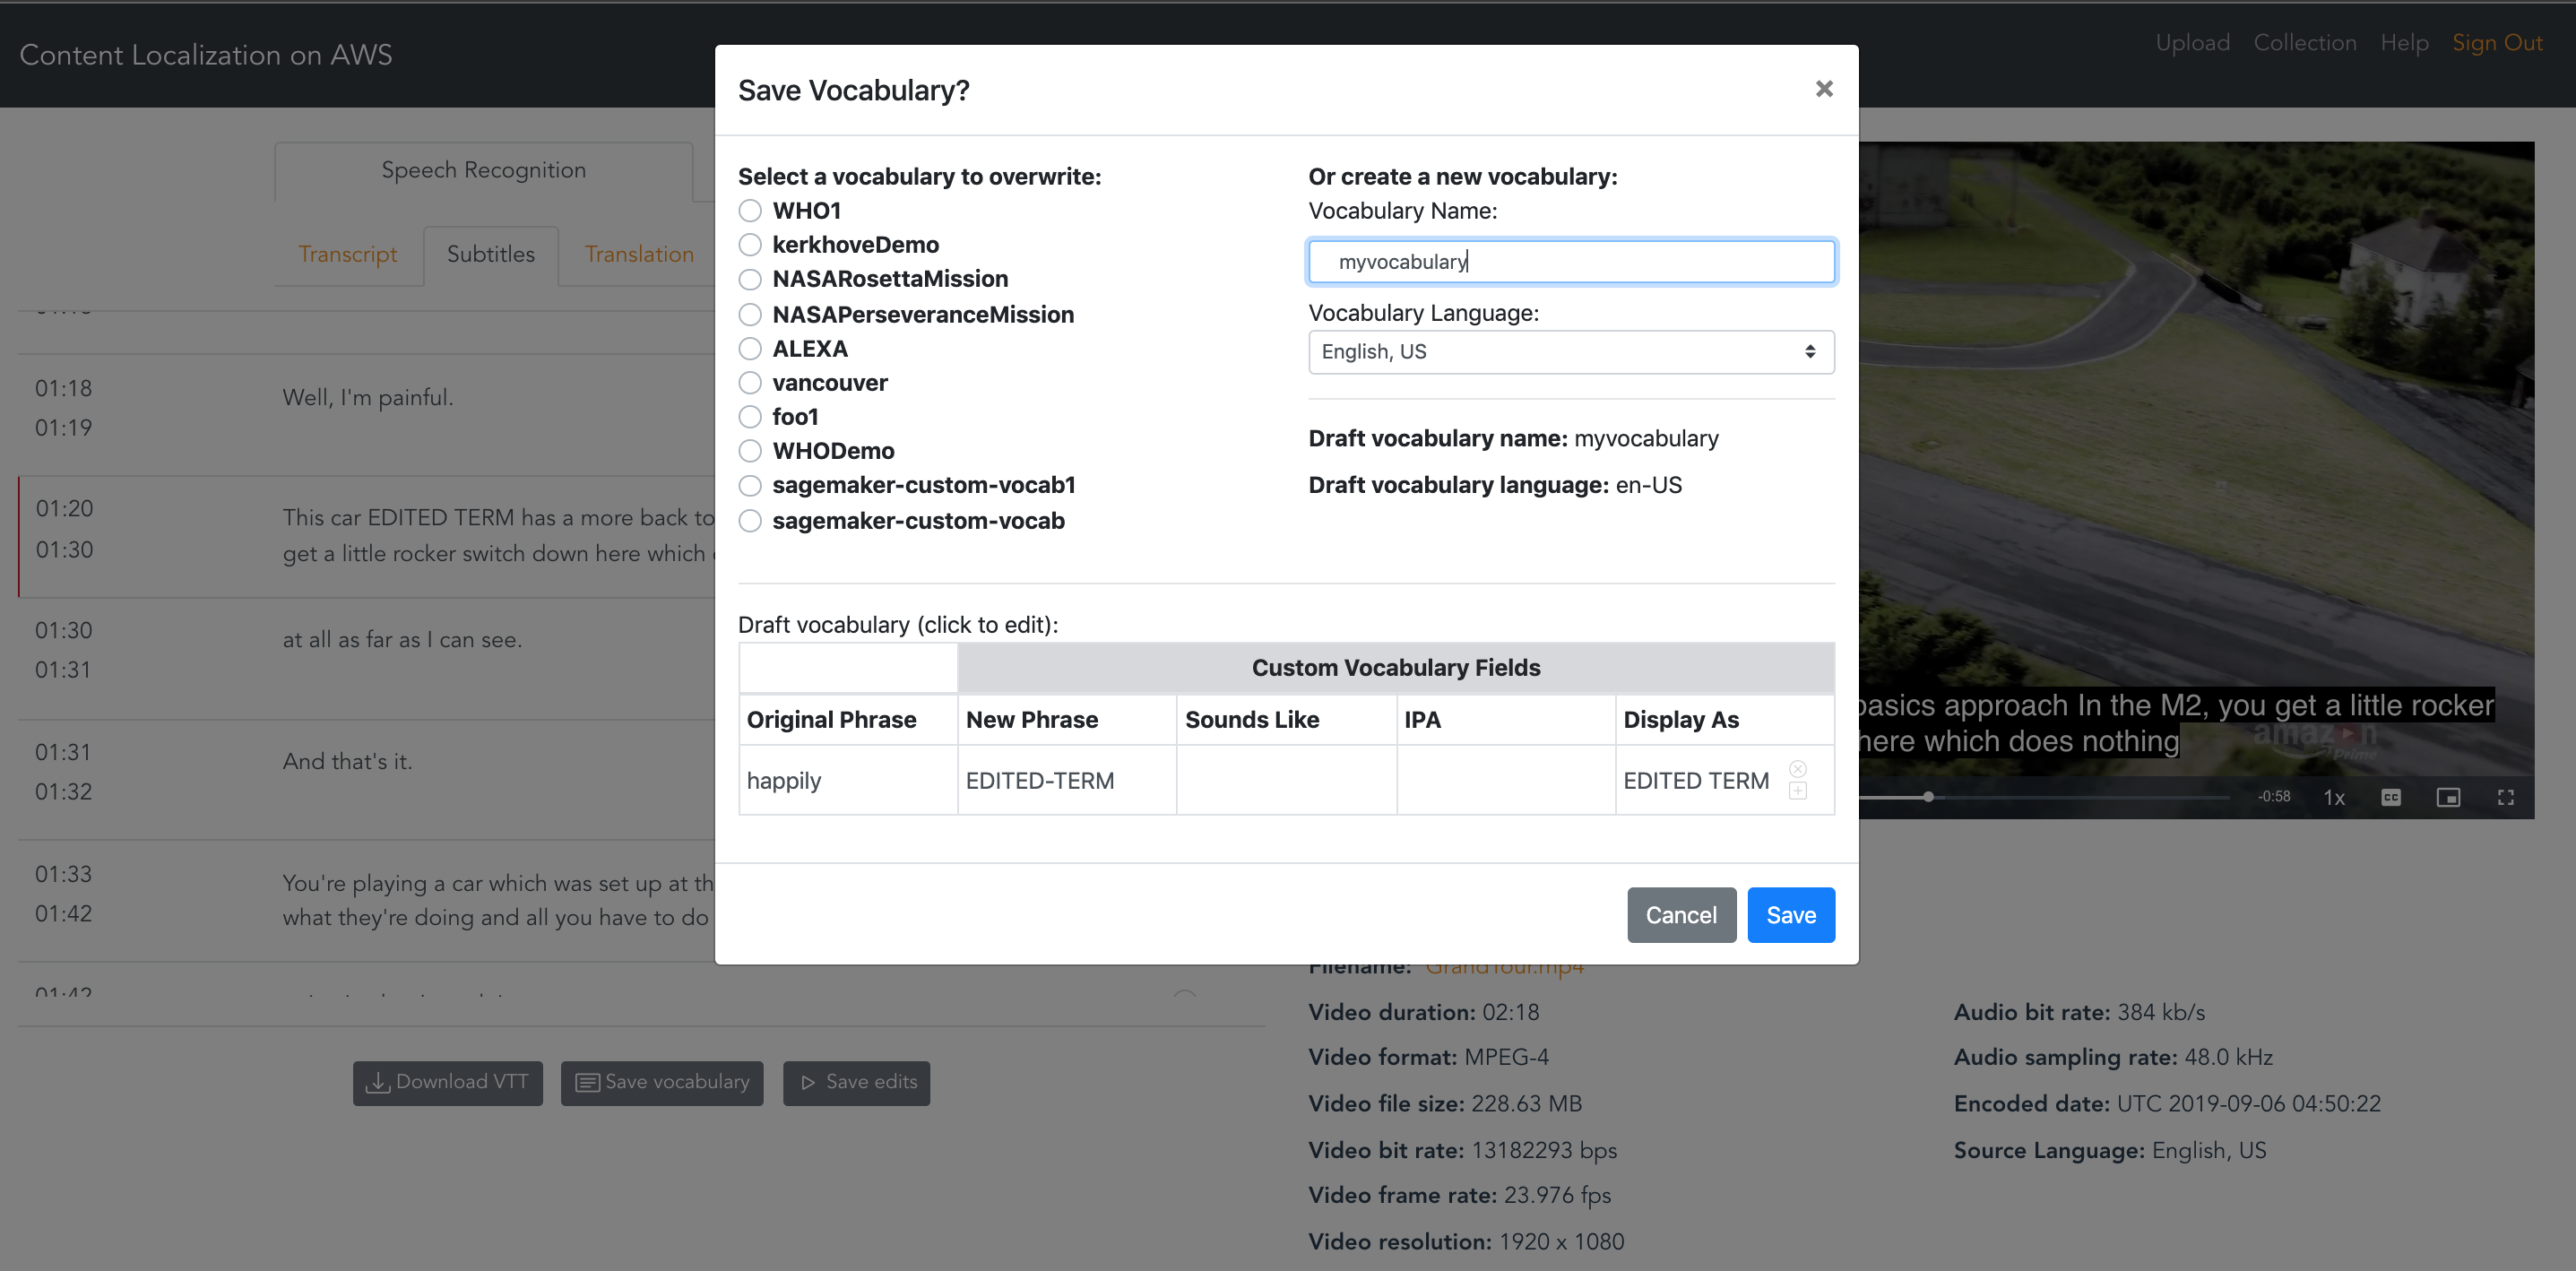 Content Localization on AWS
Upload Collection Help Sign Out
Speech Recognition
Transcript Subtitles Translation
01:18
01:19
Well, I'm painful.
01:20
01:30
This car EDITED TERM has a more back to
get a little rocker switch down here which
01:30
01:31
at all as far as I can see.
01:31
01:32
And that's it.
01:33
01:42
You're playing a car which was set up at th
what they're doing and all you have to do
01:42
Download VTT
Save vocabulary
Save edits
Save Vocabulary?
×
Select a vocabulary to overwrite:
WHO1
kerkhoveDemo
NASARosettaMission
NASAPerseveranceMission
ALEXA
vancouver
foo1
WHODemo
sagemaker-custom-vocab1
sagemaker-custom-vocab
Or create a new vocabulary:
Vocabulary Name:
myvocabulary
Vocabulary Language:
English, US
Draft vocabulary name: myvocabulary
Draft vocabulary language: en-US
Draft vocabulary (click to edit):
Custom Vocabulary Fields
Original Phrase New Phrase Sounds Like IPA Display As
happily EDITED-TERM EDITED TERM
Cancel Save
basics approach In the M2, you get a little rocker
here which does nothing
amazon
Prime
-0:58 1x CC
Filename: GrandTour.mp4
Video duration: 02:18
Video format: MPEG-4
Video file size: 228.63 MB
Video bit rate: 13182293 bps
Video frame rate: 23.976 fps
Video resolution: 1920 x 1080
Audio bit rate: 384 kb/s
Audio sampling rate: 48.0 kHz
Encoded date: UTC 2019-09-06 04:50:22
Source Language: English, US